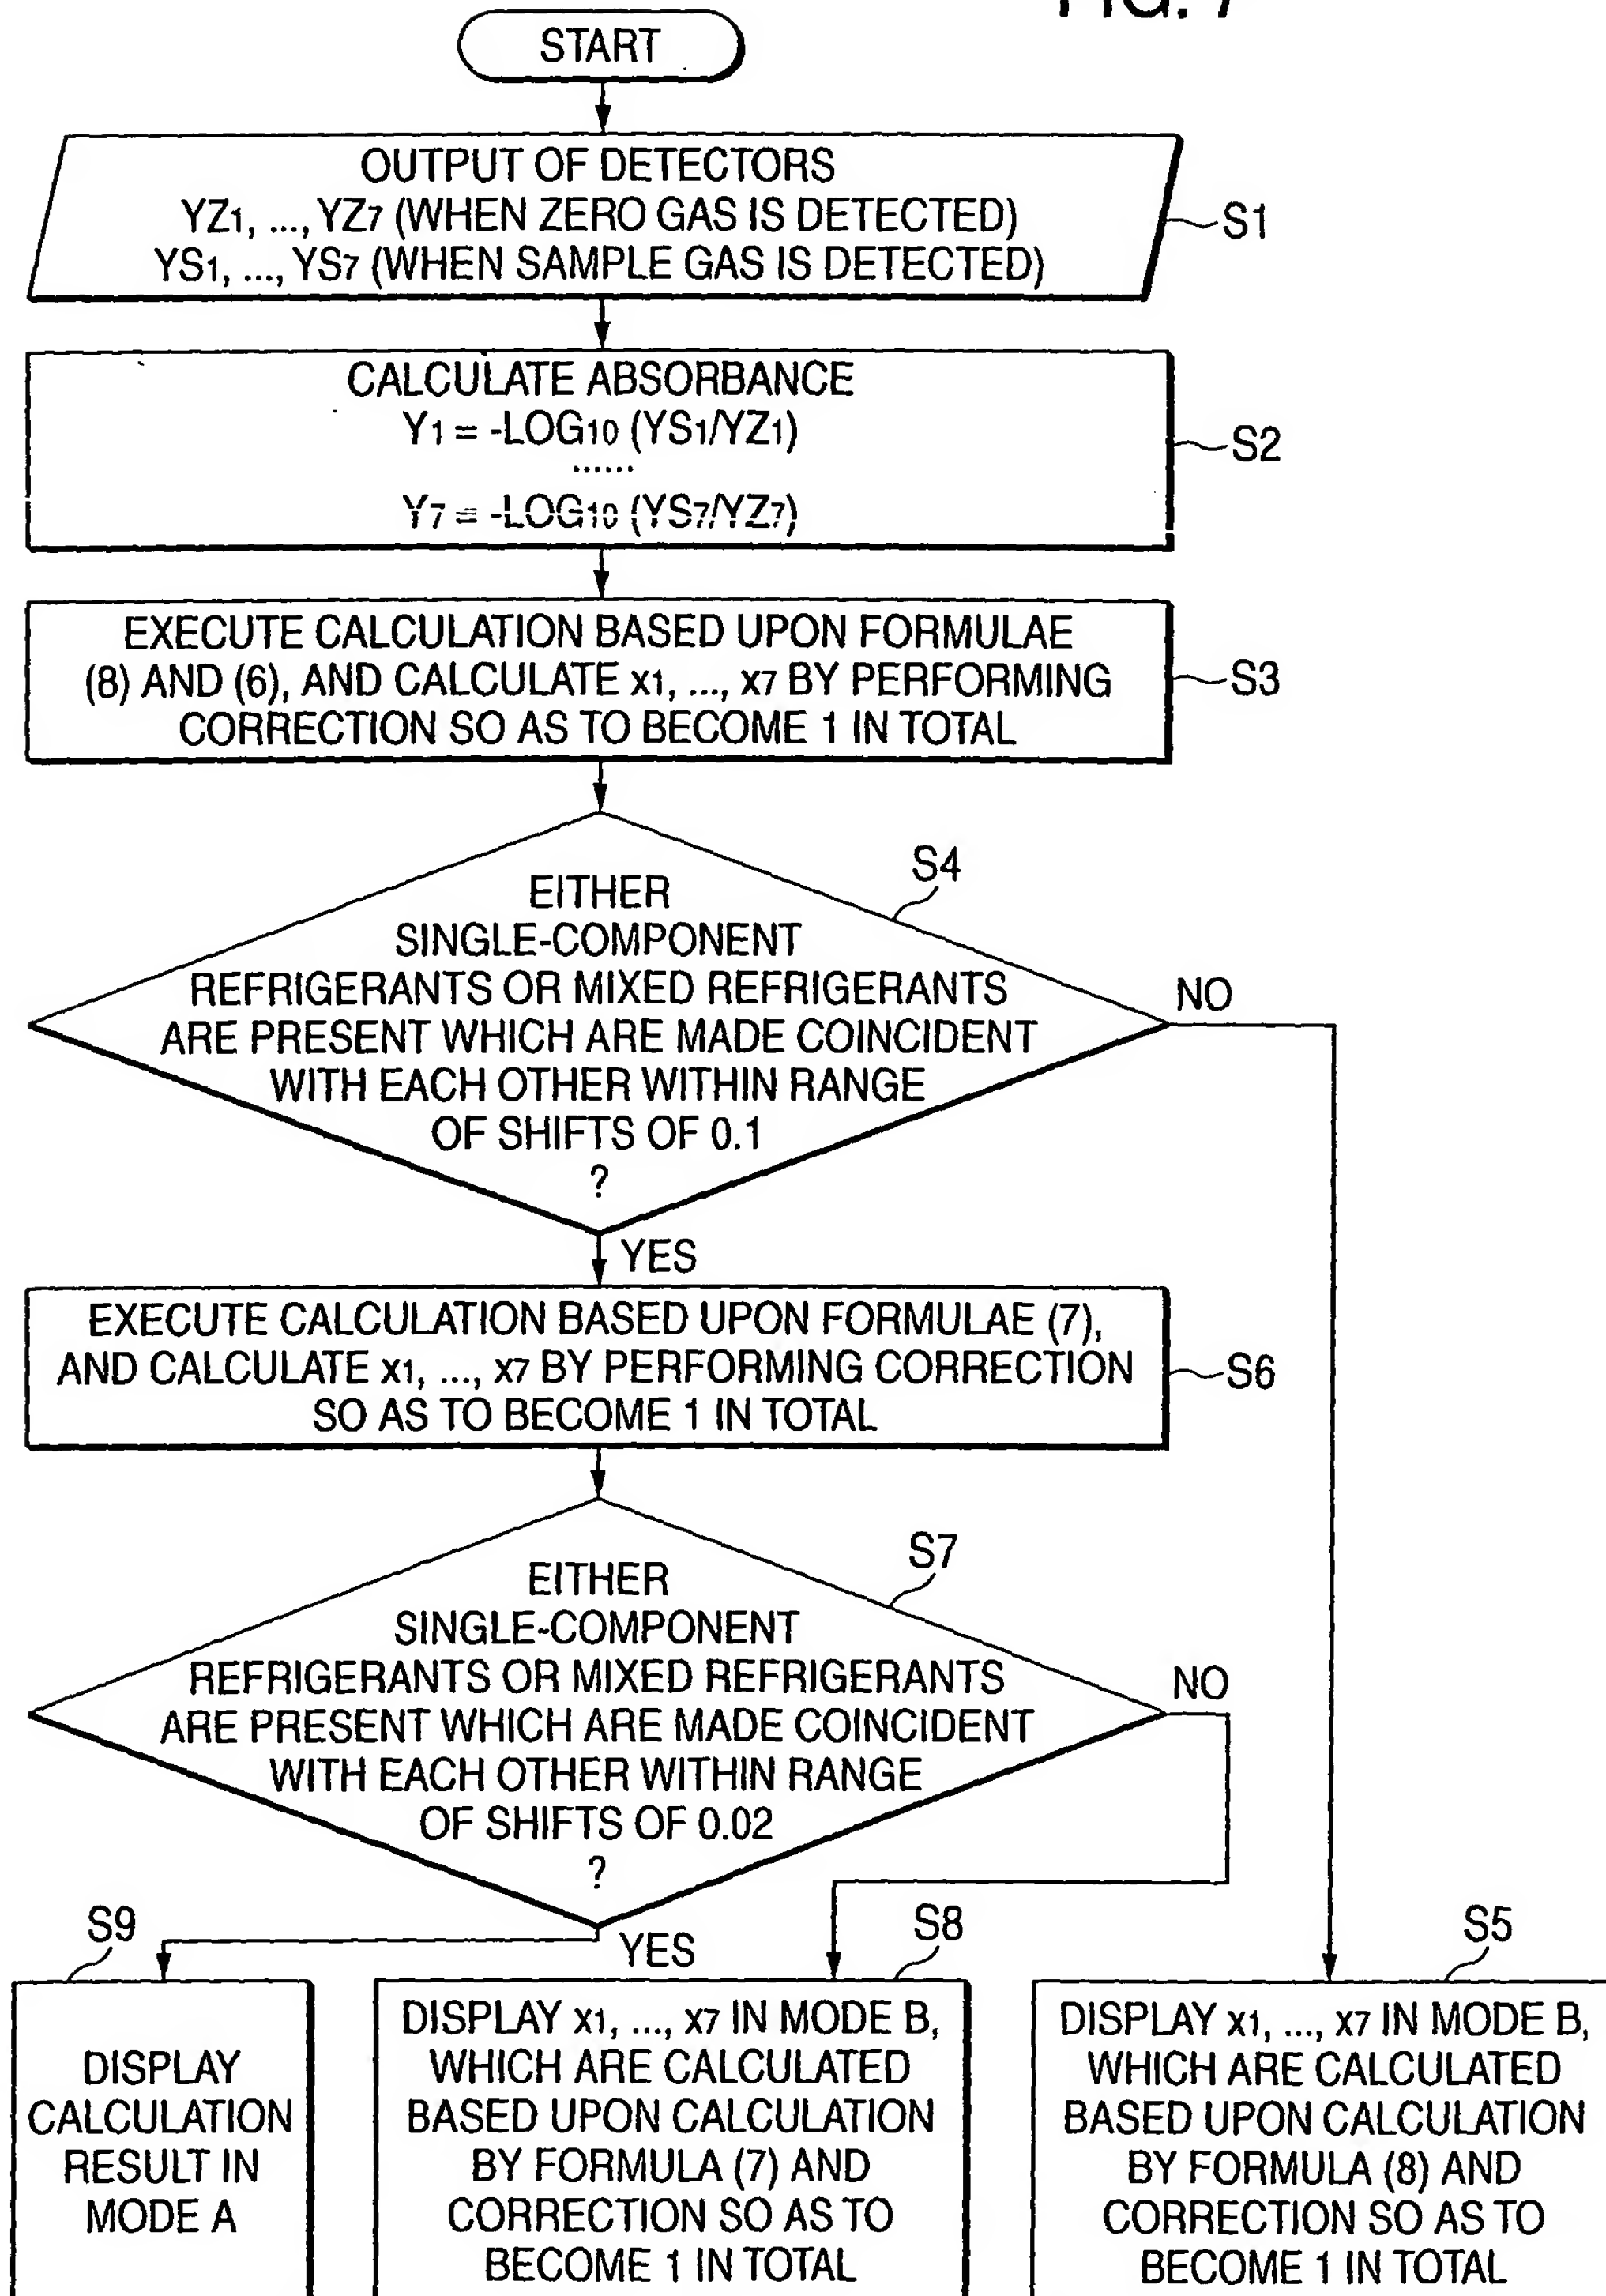 FIG. 7
START
OUTPUT OF DETECTORS
YZ1, ..., YZ7 (WHEN ZERO GAS IS DETECTED)
YS1, ..., YS7 (WHEN SAMPLE GAS IS DETECTED)
S1
CALCULATE ABSORBANCE
Y1 = -LOG10 (YS1/YZ1)
......
Y7 = -LOG10 (YS7/YZ7)
S2
EXECUTE CALCULATION BASED UPON FORMULAE
(8) AND (6), AND CALCULATE x1, ..., x7 BY PERFORMING
CORRECTION SO AS TO BECOME 1 IN TOTAL
S3
S4
EITHER
SINGLE-COMPONENT
REFRIGERANTS OR MIXED REFRIGERANTS
ARE PRESENT WHICH ARE MADE COINCIDENT
WITH EACH OTHER WITHIN RANGE
OF SHIFTS OF 0.1
?
NO
YES
EXECUTE CALCULATION BASED UPON FORMULAE (7),
AND CALCULATE x1, ..., x7 BY PERFORMING CORRECTION
SO AS TO BECOME 1 IN TOTAL
S6
S7
EITHER
SINGLE-COMPONENT
REFRIGERANTS OR MIXED REFRIGERANTS
ARE PRESENT WHICH ARE MADE COINCIDENT
WITH EACH OTHER WITHIN RANGE
OF SHIFTS OF 0.02
?
NO
YES
S9
DISPLAY
CALCULATION
RESULT IN
MODE A
S8
DISPLAY x1, ..., x7 IN MODE B,
WHICH ARE CALCULATED
BASED UPON CALCULATION
BY FORMULA (7) AND
CORRECTION SO AS TO
BECOME 1 IN TOTAL
S5
DISPLAY x1, ..., x7 IN MODE B,
WHICH ARE CALCULATED
BASED UPON CALCULATION
BY FORMULA (8) AND
CORRECTION SO AS TO
BECOME 1 IN TOTAL